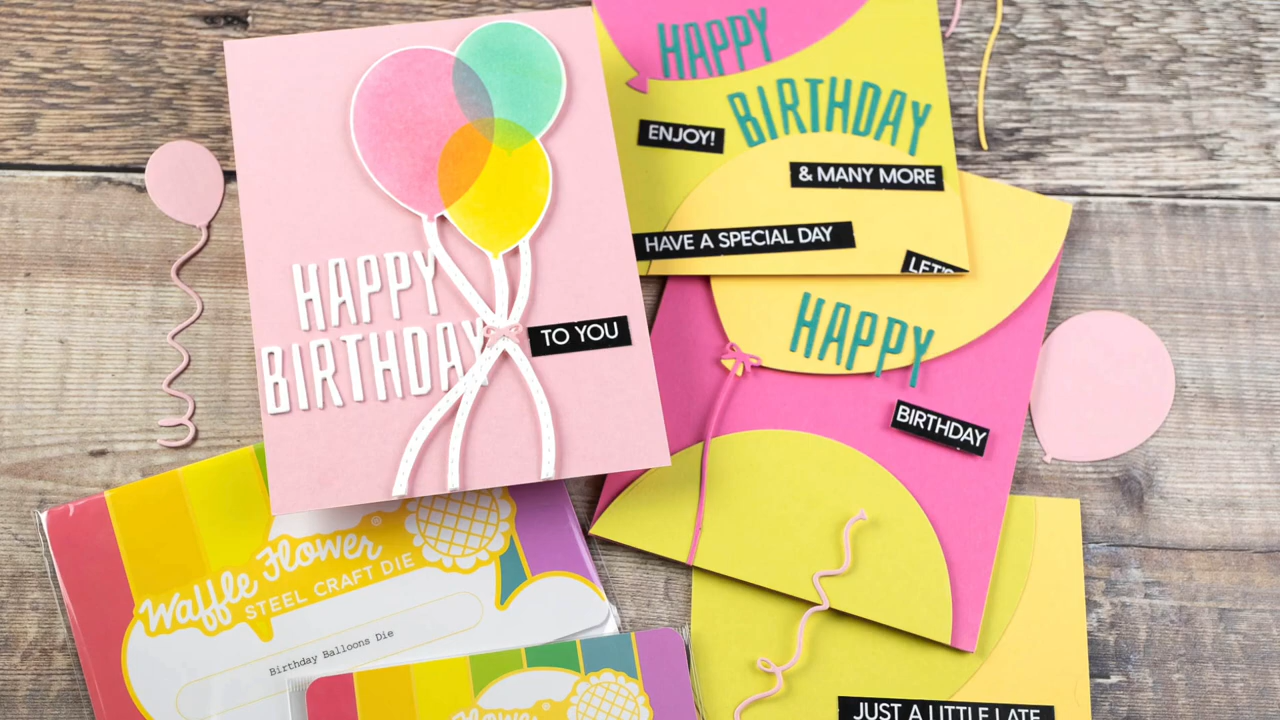 HAPPY
BIRTHDAY
TO YOU
HAPPY
BIRTHDAY
ENJOY!
& MANY MORE
HAVE A SPECIAL DAY
LET'S
HAPPY
BIRTHDAY
JUST A LITTLE LATE
Waffle Flower®
STEEL CRAFT DIE
Birthday Balloons Die